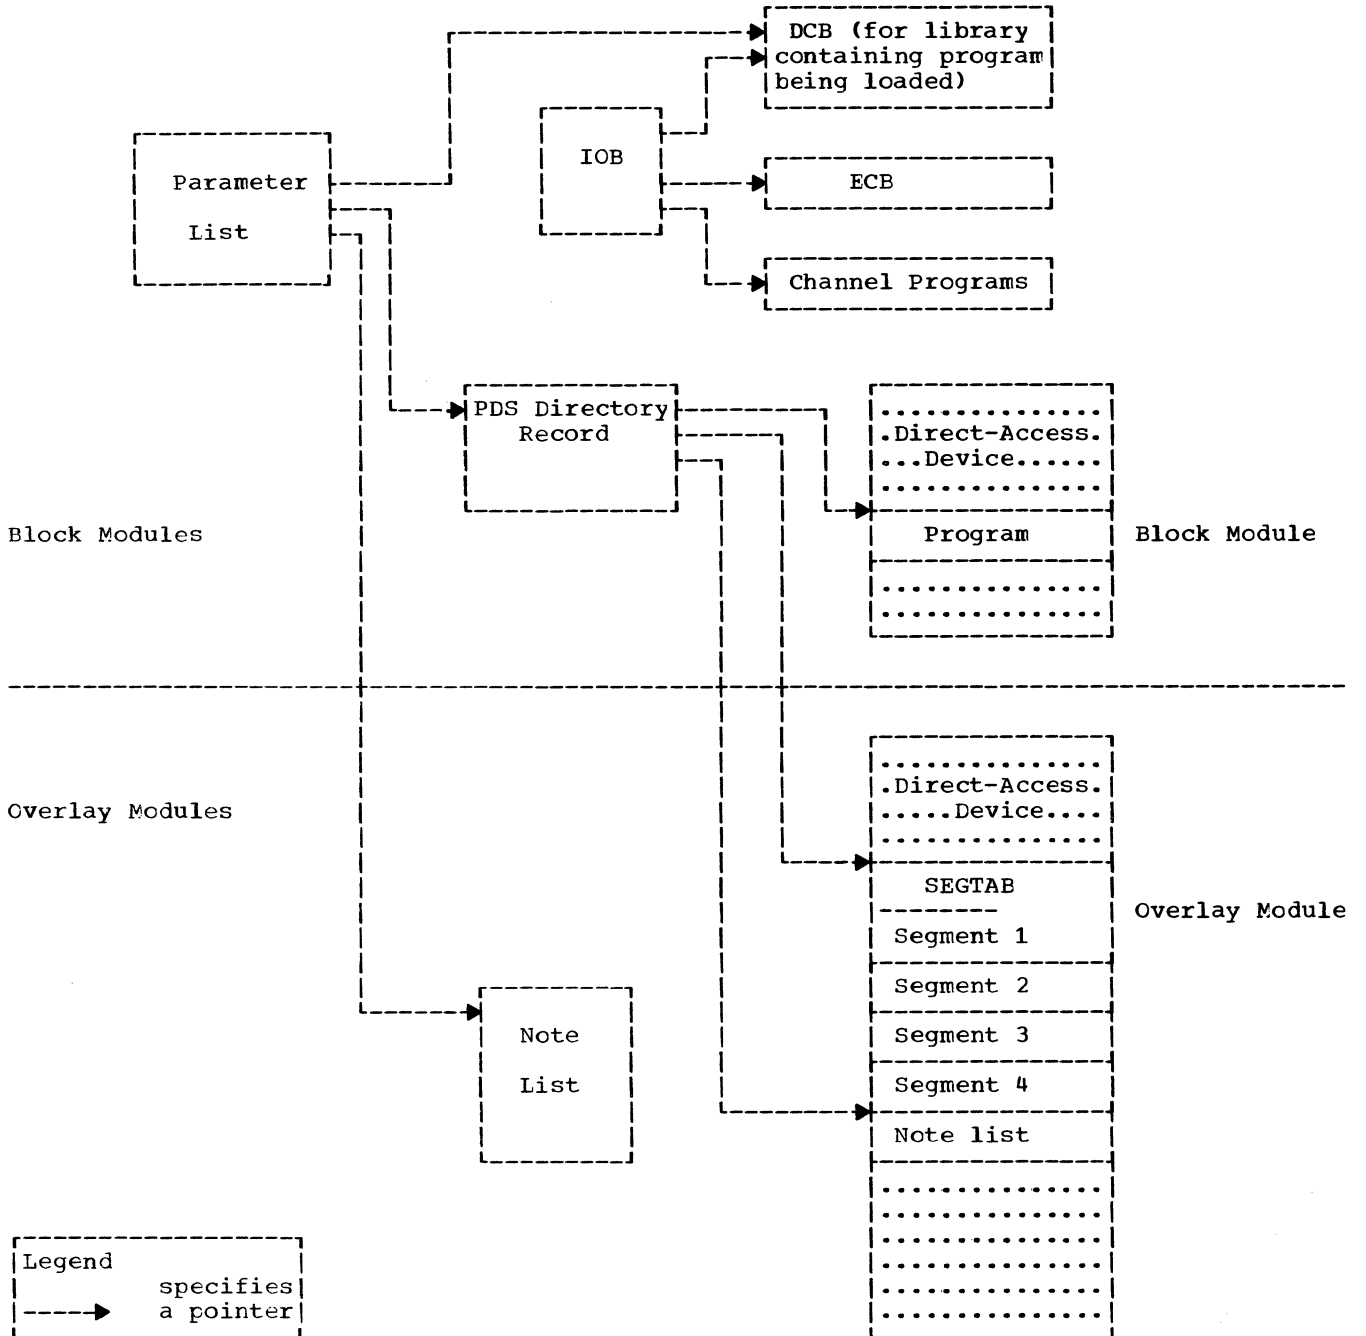 DCB (for library
containing program
being loaded)
IOB
Parameter
List
ECB
Channel Programs
PDS Directory
Record
.Direct-Access.
...Device......
Block Modules
Program
Block Module
.Direct-Access.
.....Device....
Overlay Modules
SEGTAB
Overlay Module
Segment 1
Segment 2
Note
List
Segment 3
Segment 4
Note list
Legend
specifies
a pointer